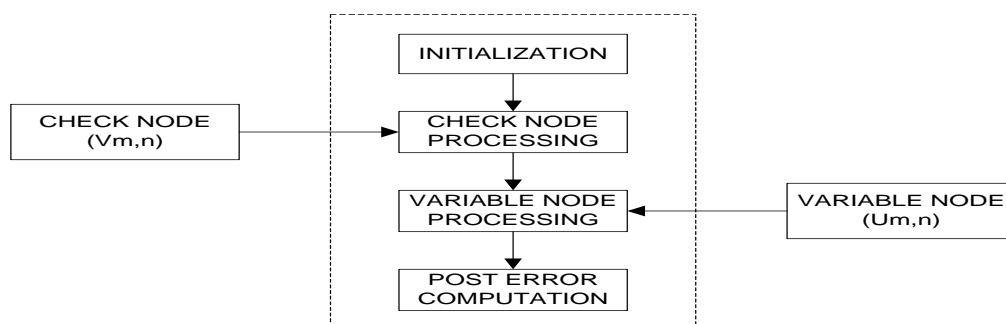 INITIALIZATION
CHECK NODE
(Vm,n)
CHECK NODE
PROCESSING
VARIABLE NODE
PROCESSING
VARIABLE NODE
(Um,n)
POST ERROR
COMPUTATION